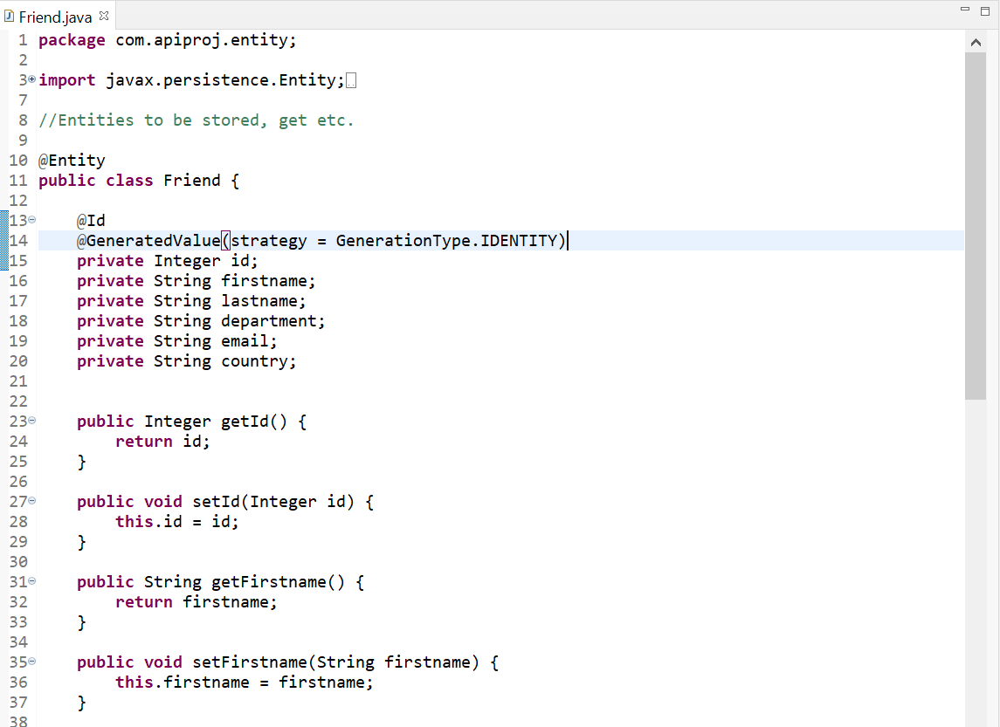 Friend.java
1 package com.apiproj.entity;
2
3 import javax.persistence.Entity;
7
8 //Entities to be stored, get etc.
9
10 @Entity
11 public class Friend {
12
13 @Id
14 @GeneratedValue(strategy = GenerationType.IDENTITY)
15 private Integer id;
16 private String firstname;
17 private String lastname;
18 private String department;
19 private String email;
20 private String country;
21
22
23 public Integer getId() {
24 return id;
25 }
26
27 public void setId(Integer id) {
28 this.id = id;
29 }
30
31 public String getFirstname() {
32 return firstname;
33 }
34
35 public void setFirstname(String firstname) {
36 this.firstname = firstname;
37 }
38